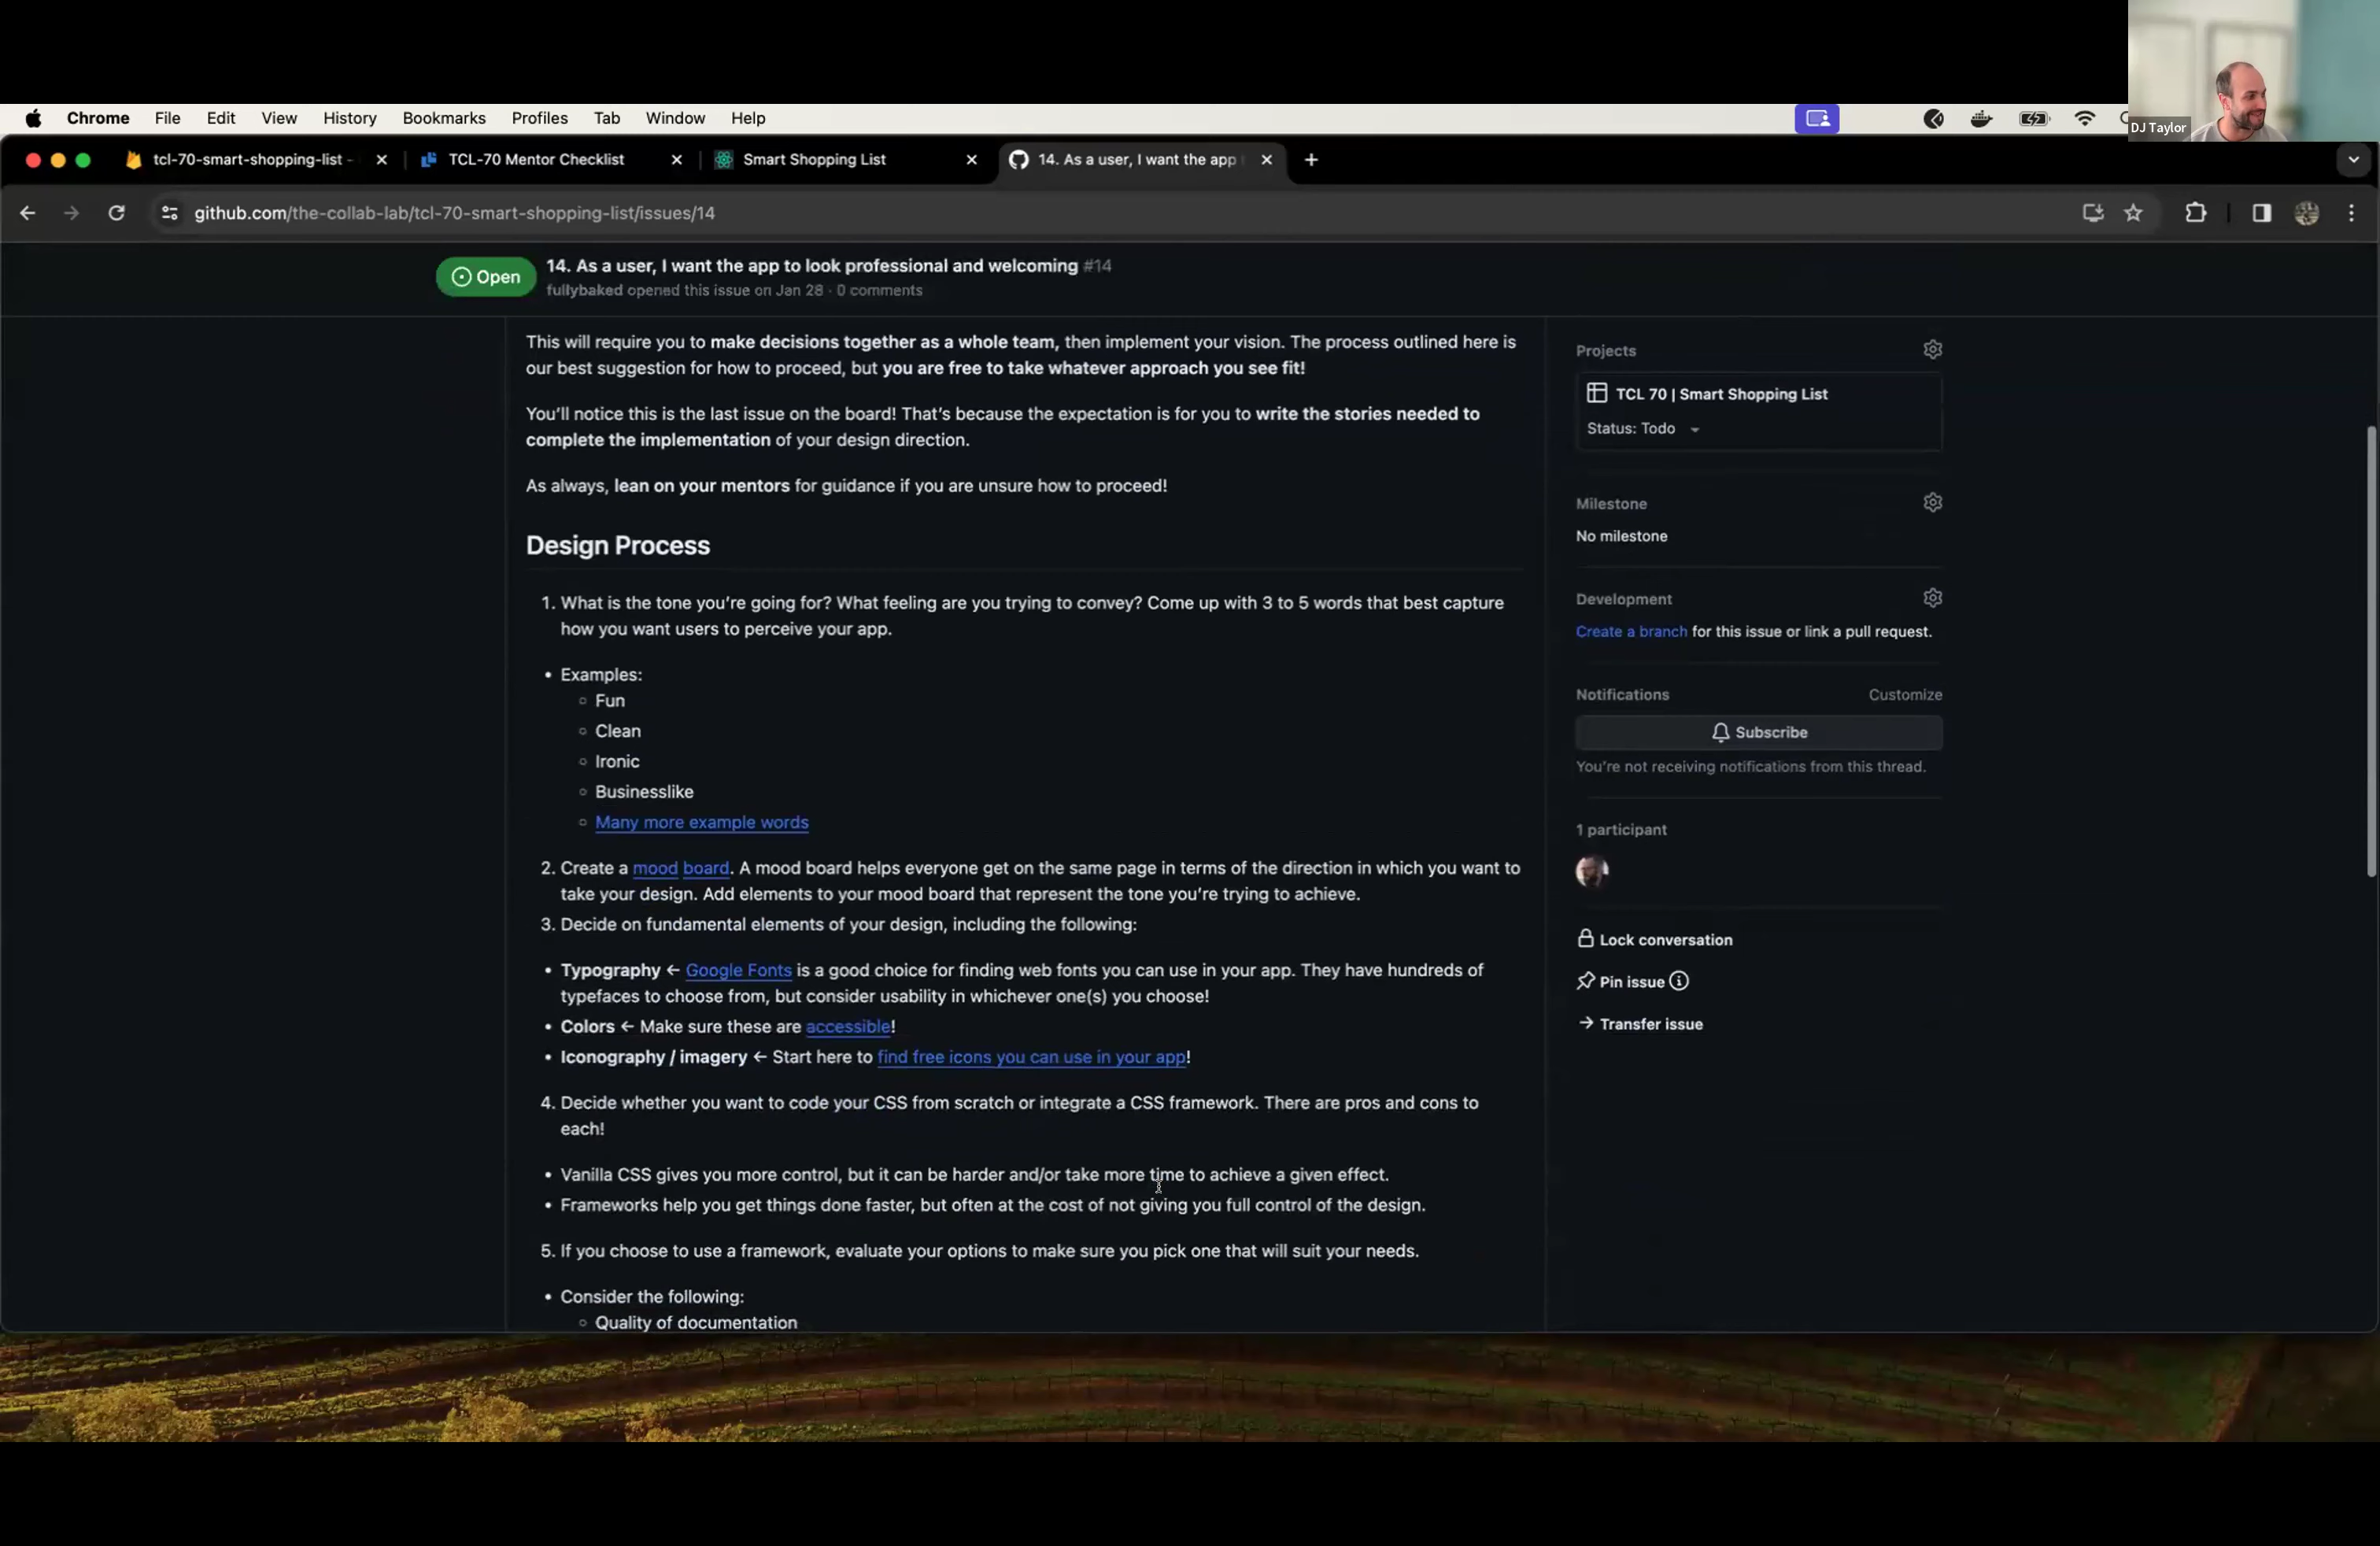 Chrome File Edit View History Bookmarks Profiles Tab Window Help
DJ Taylor
tcl-70-smart-shopping-list -
TCL-70 Mentor Checklist
Smart Shopping List
14. As a user, I want the app
github.com/the-collab-lab/tcl-70-smart-shopping-list/issues/14
Open
14. As a user, I want the app to look professional and welcoming #14
fullybaked opened this issue on Jan 28 · 0 comments
This will require you to make decisions together as a whole team, then implement your vision. The process outlined here is
our best suggestion for how to proceed, but you are free to take whatever approach you see fit!
You'll notice this is the last issue on the board! That's because the expectation is for you to write the stories needed to
complete the implementation of your design direction.
As always, lean on your mentors for guidance if you are unsure how to proceed!
Design Process
1. What is the tone you're going for? What feeling are you trying to convey? Come up with 3 to 5 words that best capture
how you want users to perceive your app.
• Examples:
◦ Fun
◦ Clean
◦ Ironic
◦ Businesslike
◦ Many more example words
2. Create a mood board. A mood board helps everyone get on the same page in terms of the direction in which you want to
take your design. Add elements to your mood board that represent the tone you're trying to achieve.
3. Decide on fundamental elements of your design, including the following:
• Typography ← Google Fonts is a good choice for finding web fonts you can use in your app. They have hundreds of
typefaces to choose from, but consider usability in whichever one(s) you choose!
• Colors ← Make sure these are accessible!
• Iconography / imagery ← Start here to find free icons you can use in your app!
4. Decide whether you want to code your CSS from scratch or integrate a CSS framework. There are pros and cons to
each!
• Vanilla CSS gives you more control, but it can be harder and/or take more time to achieve a given effect.
• Frameworks help you get things done faster, but often at the cost of not giving you full control of the design.
5. If you choose to use a framework, evaluate your options to make sure you pick one that will suit your needs.
• Consider the following:
◦ Quality of documentation
Projects
TCL 70 | Smart Shopping List
Status: Todo
Milestone
No milestone
Development
Create a branch for this issue or link a pull request.
Notifications Customize
Subscribe
You're not receiving notifications from this thread.
1 participant
Lock conversation
Pin issue
Transfer issue